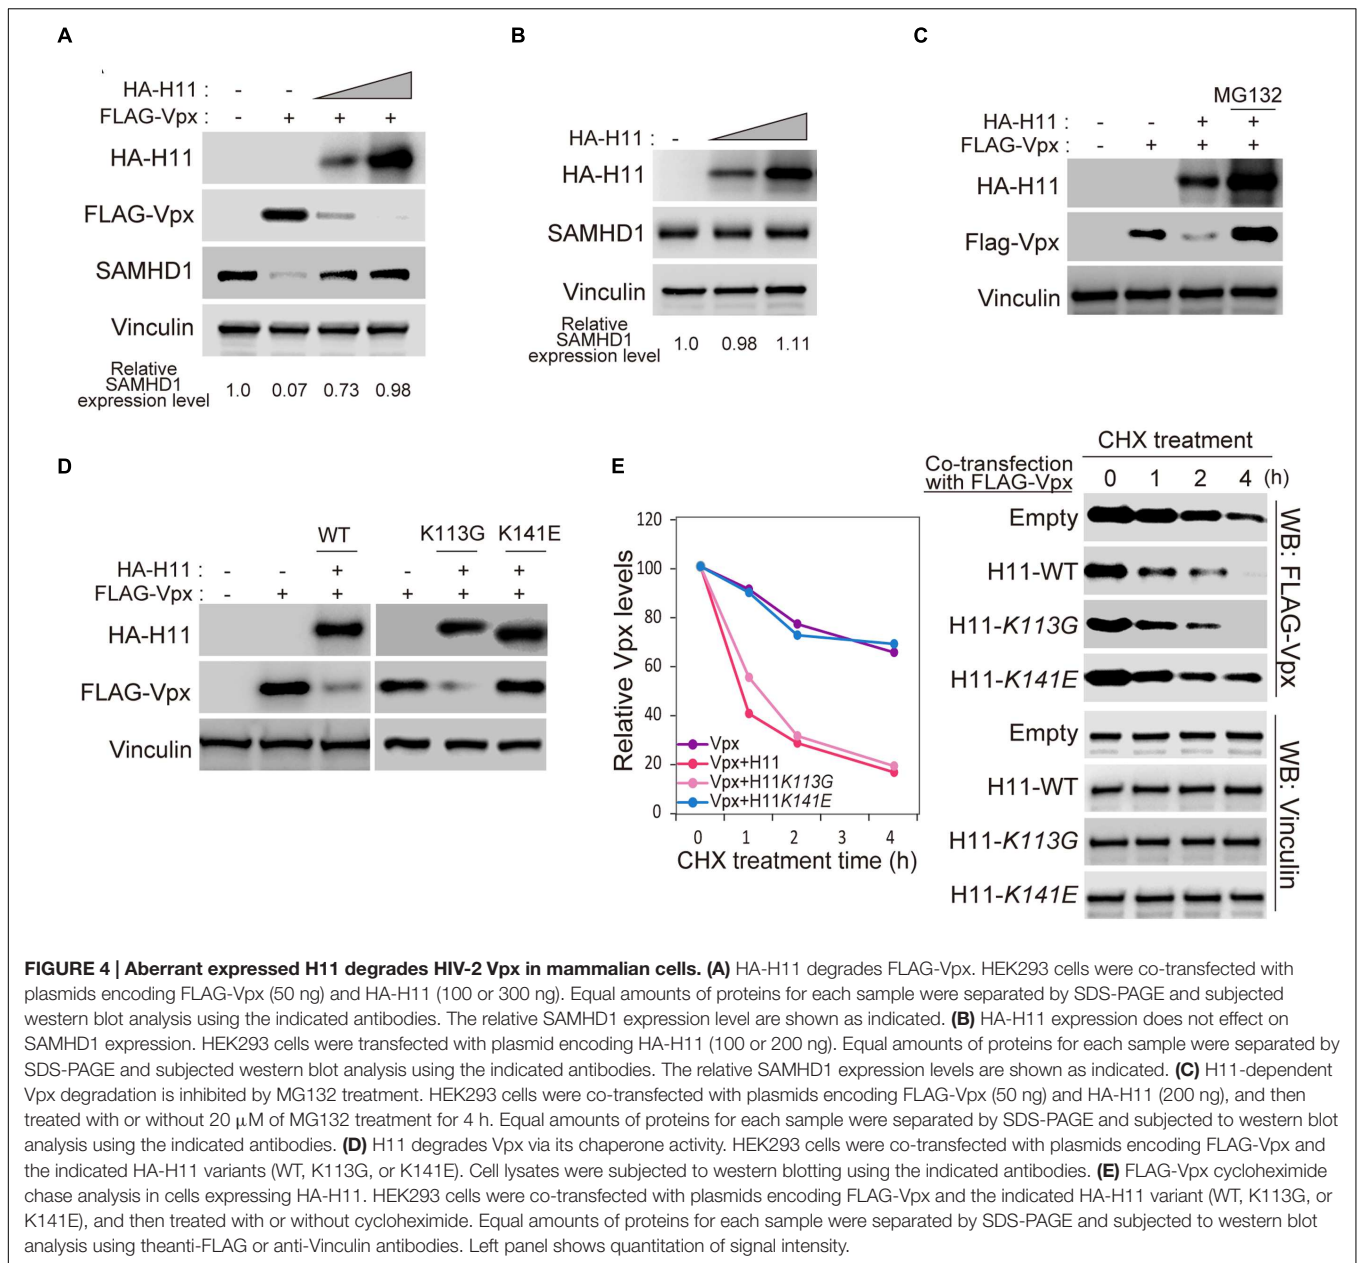 A
HA-H11 : - -
FLAG-Vpx : - + + +
HA-H11
FLAG-Vpx
SAMHD1
Vinculin
Relative
SAMHD1
expression level
1.0 0.07 0.73 0.98
B
HA-H11 : -
HA-H11
SAMHD1
Vinculin
Relative
SAMHD1
expression level
1.0 0.98 1.11
C
MG132
HA-H11 : - - + +
FLAG-Vpx : - + + +
HA-H11
Flag-Vpx
Vinculin
D
WT K113G K141E
HA-H11 : - - + - + +
FLAG-Vpx : - + + + + +
HA-H11
FLAG-Vpx
Vinculin
E
Relative Vpx levels
120
100
80
60
40
20
0
Vpx
Vpx+H11
Vpx+H11K113G
Vpx+H11K141E
0 1 2 3 4
CHX treatment time (h)
CHX treatment
Co-transfection
with FLAG-Vpx
0 1 2 4 (h)
Empty
H11-WT
H11-K113G
H11-K141E
WB: FLAG-Vpx
Empty
H11-WT
H11-K113G
H11-K141E
WB: Vinculin
FIGURE 4 | Aberrant expressed H11 degrades HIV-2 Vpx in mammalian cells. (A) HA-H11 degrades FLAG-Vpx. HEK293 cells were co-transfected with
plasmids encoding FLAG-Vpx (50 ng) and HA-H11 (100 or 300 ng). Equal amounts of proteins for each sample were separated by SDS-PAGE and subjected
western blot analysis using the indicated antibodies. The relative SAMHD1 expression level are shown as indicated. (B) HA-H11 expression does not effect on
SAMHD1 expression. HEK293 cells were transfected with plasmid encoding HA-H11 (100 or 200 ng). Equal amounts of proteins for each sample were separated by
SDS-PAGE and subjected western blot analysis using the indicated antibodies. The relative SAMHD1 expression levels are shown as indicated. (C) H11-dependent
Vpx degradation is inhibited by MG132 treatment. HEK293 cells were co-transfected with plasmids encoding FLAG-Vpx (50 ng) and HA-H11 (200 ng), and then
treated with or without 20 μM of MG132 treatment for 4 h. Equal amounts of proteins for each sample were separated by SDS-PAGE and subjected to western blot
analysis using the indicated antibodies. (D) H11 degrades Vpx via its chaperone activity. HEK293 cells were co-transfected with plasmids encoding FLAG-Vpx and
the indicated HA-H11 variants (WT, K113G, or K141E). Cell lysates were subjected to western blotting using the indicated antibodies. (E) FLAG-Vpx cycloheximide
chase analysis in cells expressing HA-H11. HEK293 cells were co-transfected with plasmids encoding FLAG-Vpx and the indicated HA-H11 variant (WT, K113G, or
K141E), and then treated with or without cycloheximide. Equal amounts of proteins for each sample were separated by SDS-PAGE and subjected to western blot
analysis using theanti-FLAG or anti-Vinculin antibodies. Left panel shows quantitation of signal intensity.